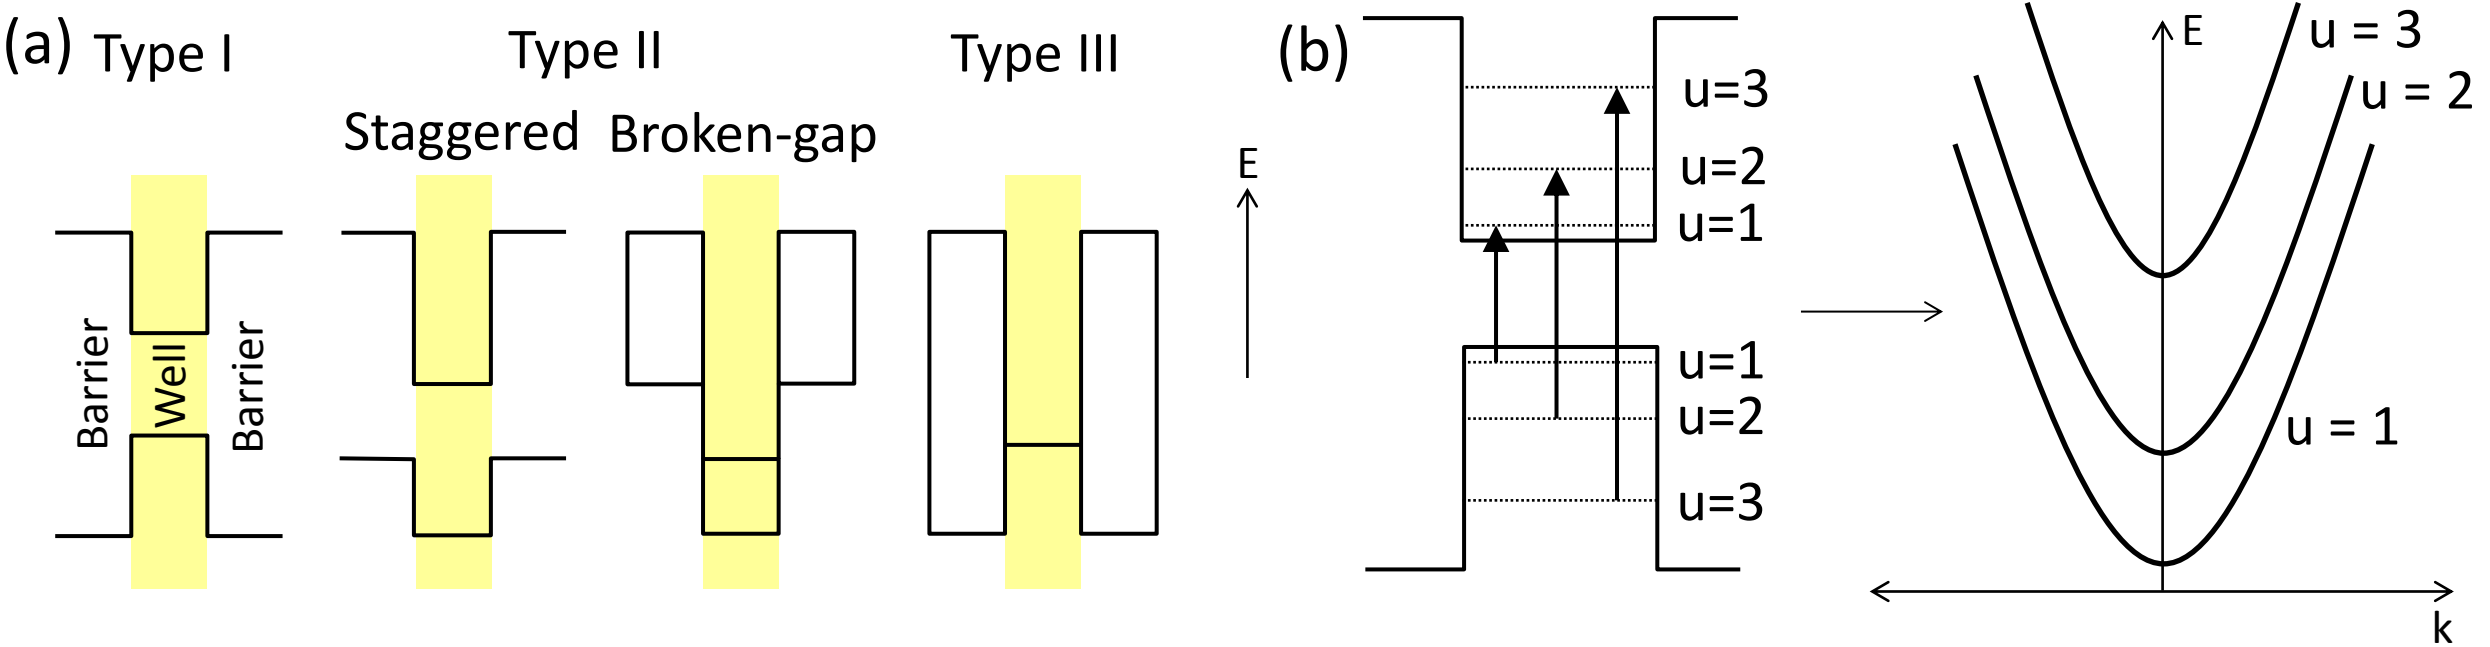 (a) Type I
Type II
Type III
Staggered
Broken-gap
Barrier
Well
Barrier
E
(b)
u=3
u=2
u=1
u=1
u=2
u=3
E
u = 3
u = 2
u = 1
k